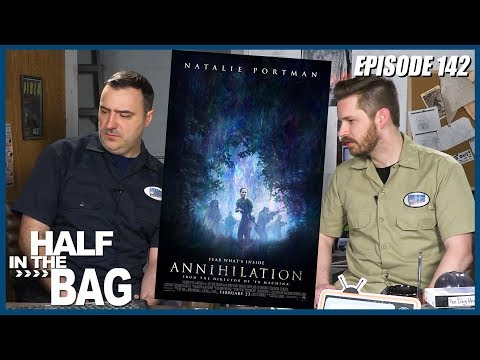 EPISODE 142
NATALIE PORTMAN
FEAR WHAT'S INSIDE
ANNIHILATION
FROM THE DIRECTOR OF 'EX MACHINA'
FEBRUARY 23
HALF
IN THE
BAG